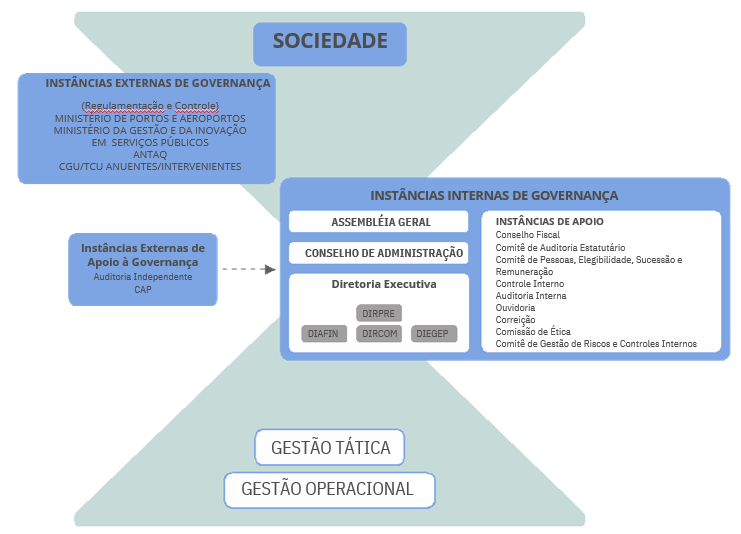 SOCIEDADE
INSTÂNCIAS EXTERNAS DE GOVERNANÇA
(Regulamentação e Controle)
MINISTÉRIO DE PORTOS E AEROPORTOS
MINISTÉRIO DA GESTÃO E DA INOVAÇÃO
EM SERVIÇOS PÚBLICOS
ANTAQ
CGU/TCU ANUENTES/INTERVENIENTES
INSTÂNCIAS INTERNAS DE GOVERNANÇA
ASSEMBLÉIA GERAL
CONSELHO DE ADMINISTRAÇÃO
Diretoria Executiva
DIRPRE
DIAFIN
DIRCOM
DIEGEP
INSTÂNCIAS DE APOIO
Conselho Fiscal
Comitê de Auditoria Estatutário
Comitê de Pessoas, Elegibilidade, Sucessão e
Remuneração
Controle Interno
Auditoria Interna
Ouvidoria
Correição
Comissão de Ética
Comitê de Gestão de Riscos e Controles Internos
Instâncias Externas de
Apoio à Governança
Auditoria Independente
CAP
GESTÃO TÁTICA
GESTÃO OPERACIONAL